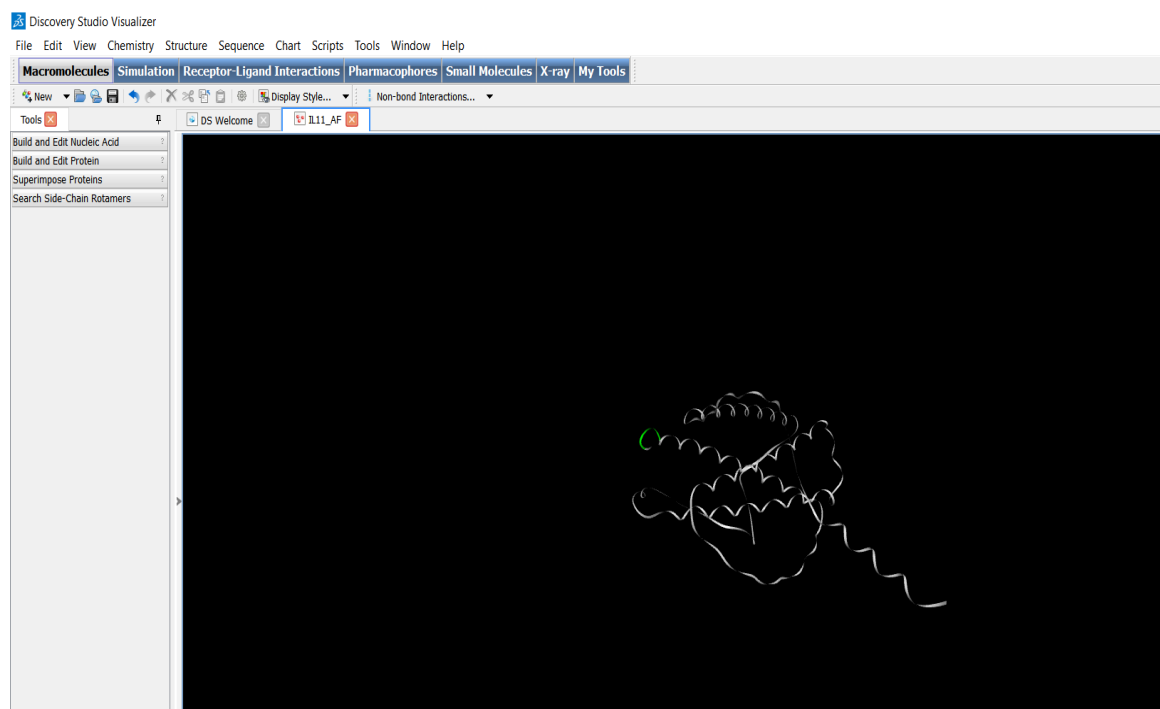 Discovery Studio Visualizer
File Edit View Chemistry Structure Sequence Chart Scripts Tools Window Help
Macromolecules Simulation Receptor-Ligand Interactions Pharmacophores Small Molecules X-ray My Tools
New Display Style... Non-bond Interactions...
Tools DS Welcome IL11_AF
Build and Edit Nucleic Acid ?
Build and Edit Protein ?
Superimpose Proteins ?
Search Side-Chain Rotamers ?